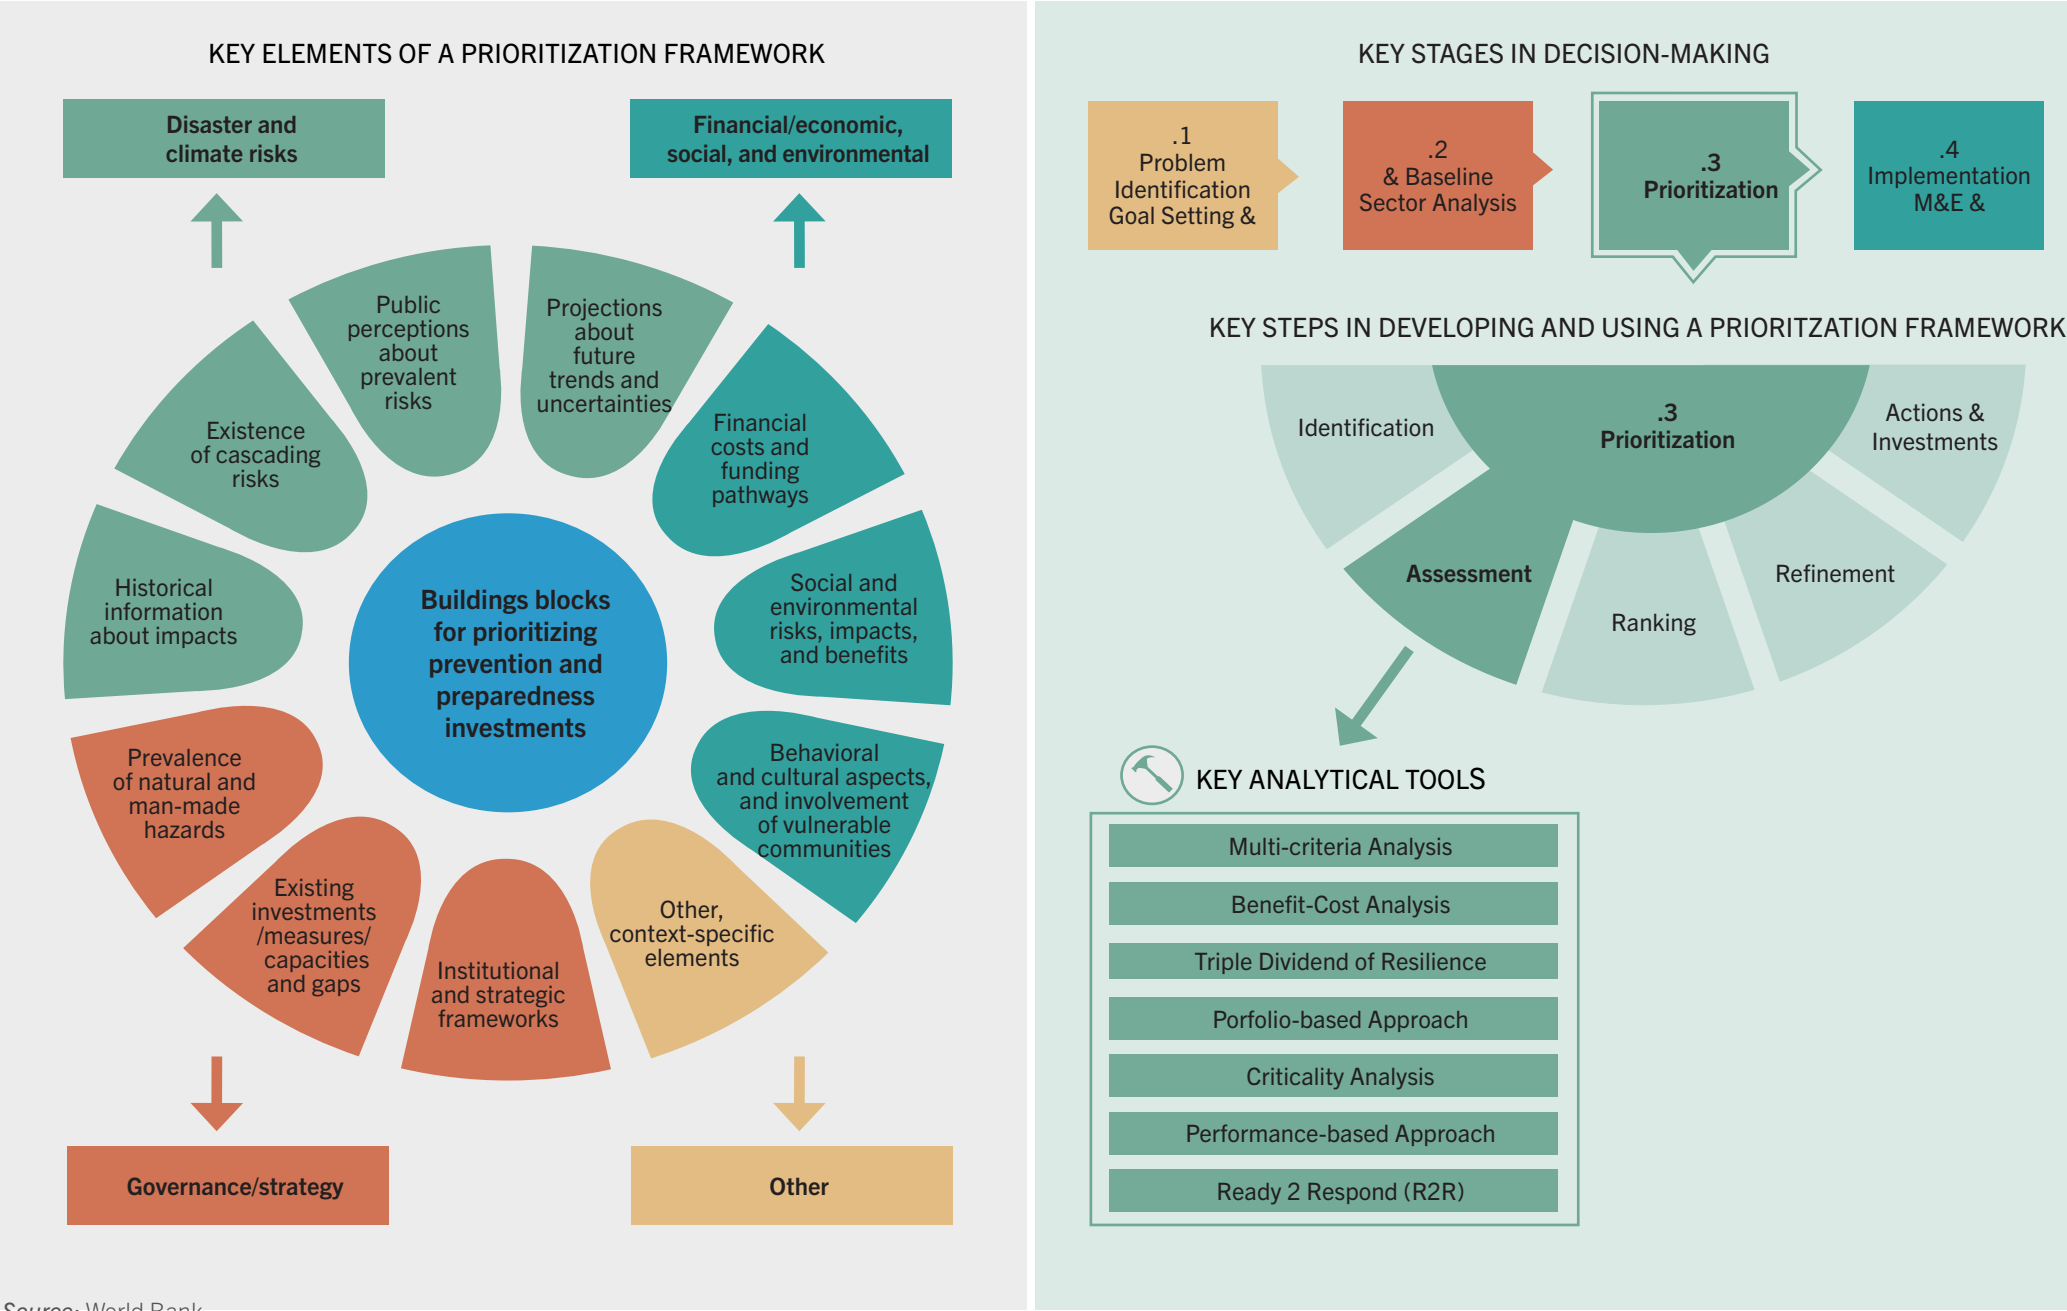 KEY ELEMENTS OF A PRIORITIZATION FRAMEWORK
Disaster and
climate risks
Financial/economic,
social, and environmental
Public
perceptions
about
prevalent
risks
Projections
about
future
trends and
uncertainties
Existence
of cascading
risks
Financial
costs and
funding
pathways
Historical
information
about impacts
Social and
environmental
risks, impacts,
and benefits
Buildings blocks
for prioritizing
prevention and
preparedness
investments
Prevalence
of natural and
man-made
hazards
Behavioral
and cultural aspects,
and involvement
of vulnerable
communities
Existing
investments
/measures/
capacities
and gaps
Institutional
and strategic
frameworks
Other,
context-specific
elements
Governance/strategy
Other
Source: World Bank
KEY STAGES IN DECISION-MAKING
.1
Problem
Identification
Goal Setting &
.2
& Baseline
Sector Analysis
.3
Prioritization
.4
Implementation
M&E &
KEY STEPS IN DEVELOPING AND USING A PRIORITZATION FRAMEWORK
Identification
.3
Prioritization
Actions &
Investments
Assessment
Ranking
Refinement
KEY ANALYTICAL TOOLS
Multi-criteria Analysis
Benefit-Cost Analysis
Triple Dividend of Resilience
Porfolio-based Approach
Criticality Analysis
Performance-based Approach
Ready 2 Respond (R2R)